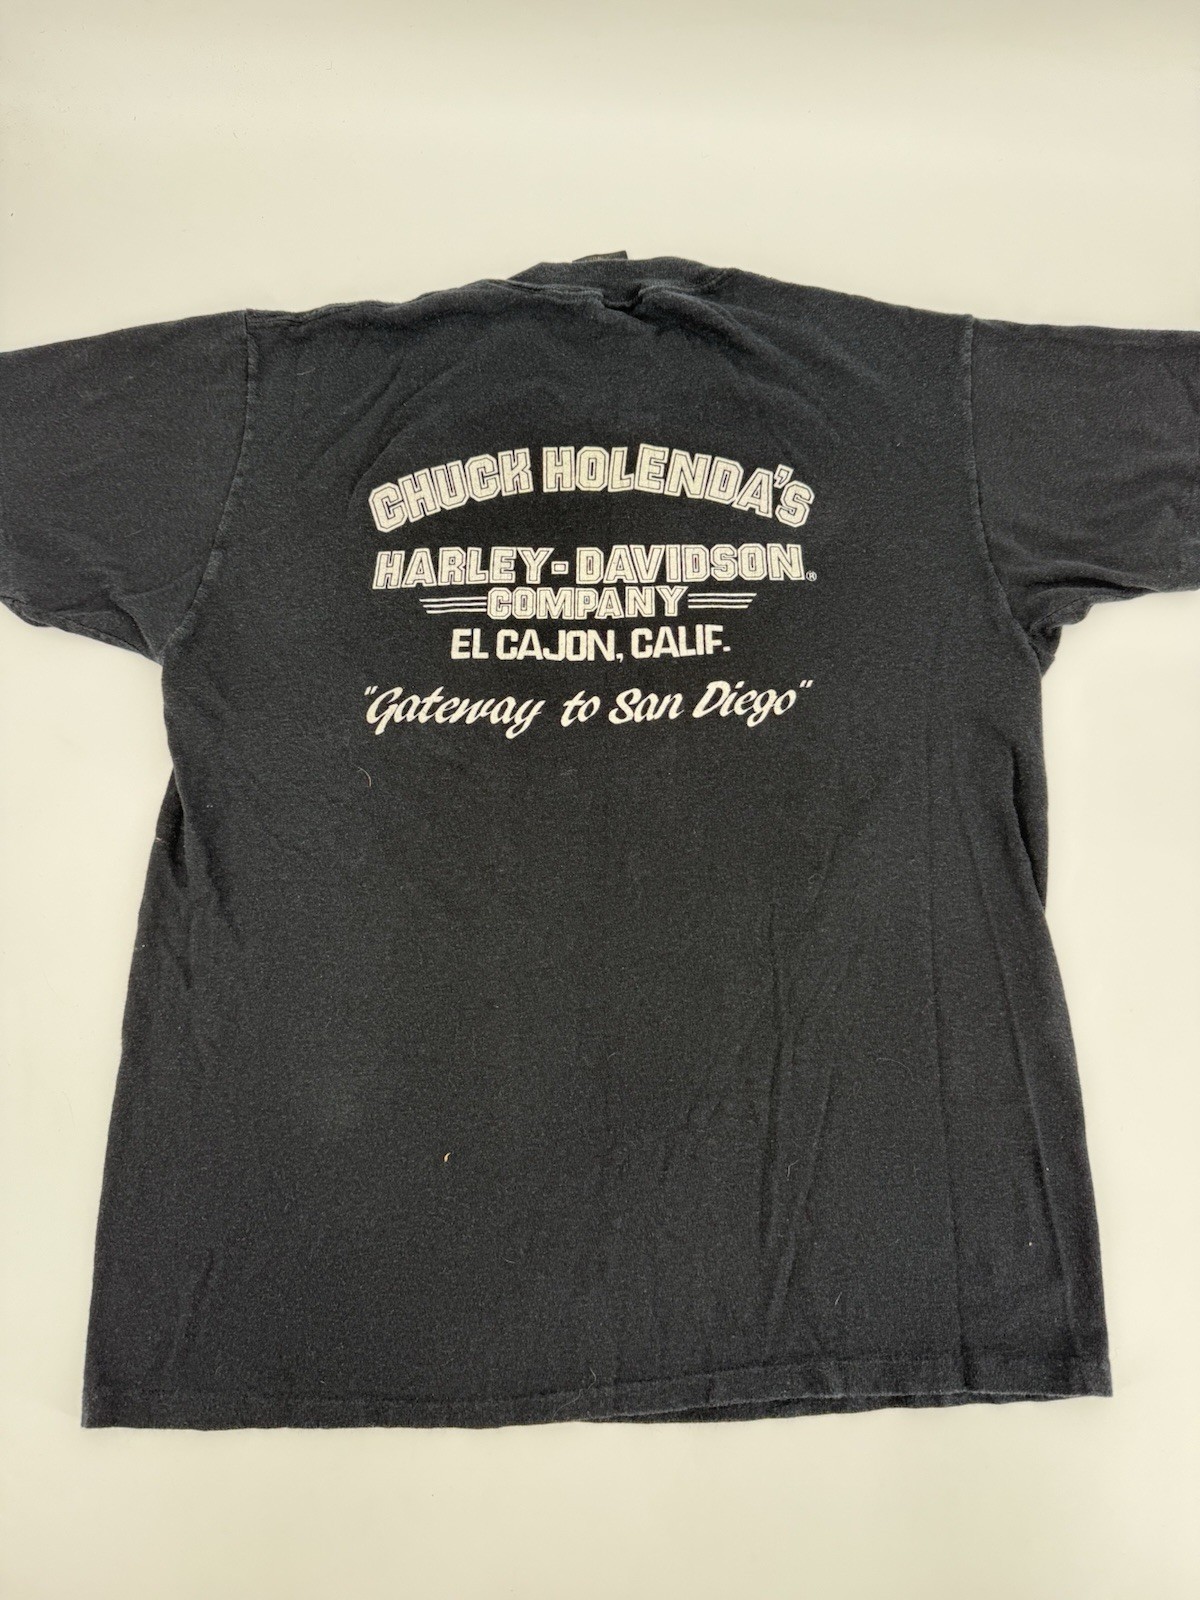 CHUCK HOLENDA'S
HARLEY-DAVIDSON®
COMPANY
EL CAJON, CALIF.
"Gateway to San Diego"